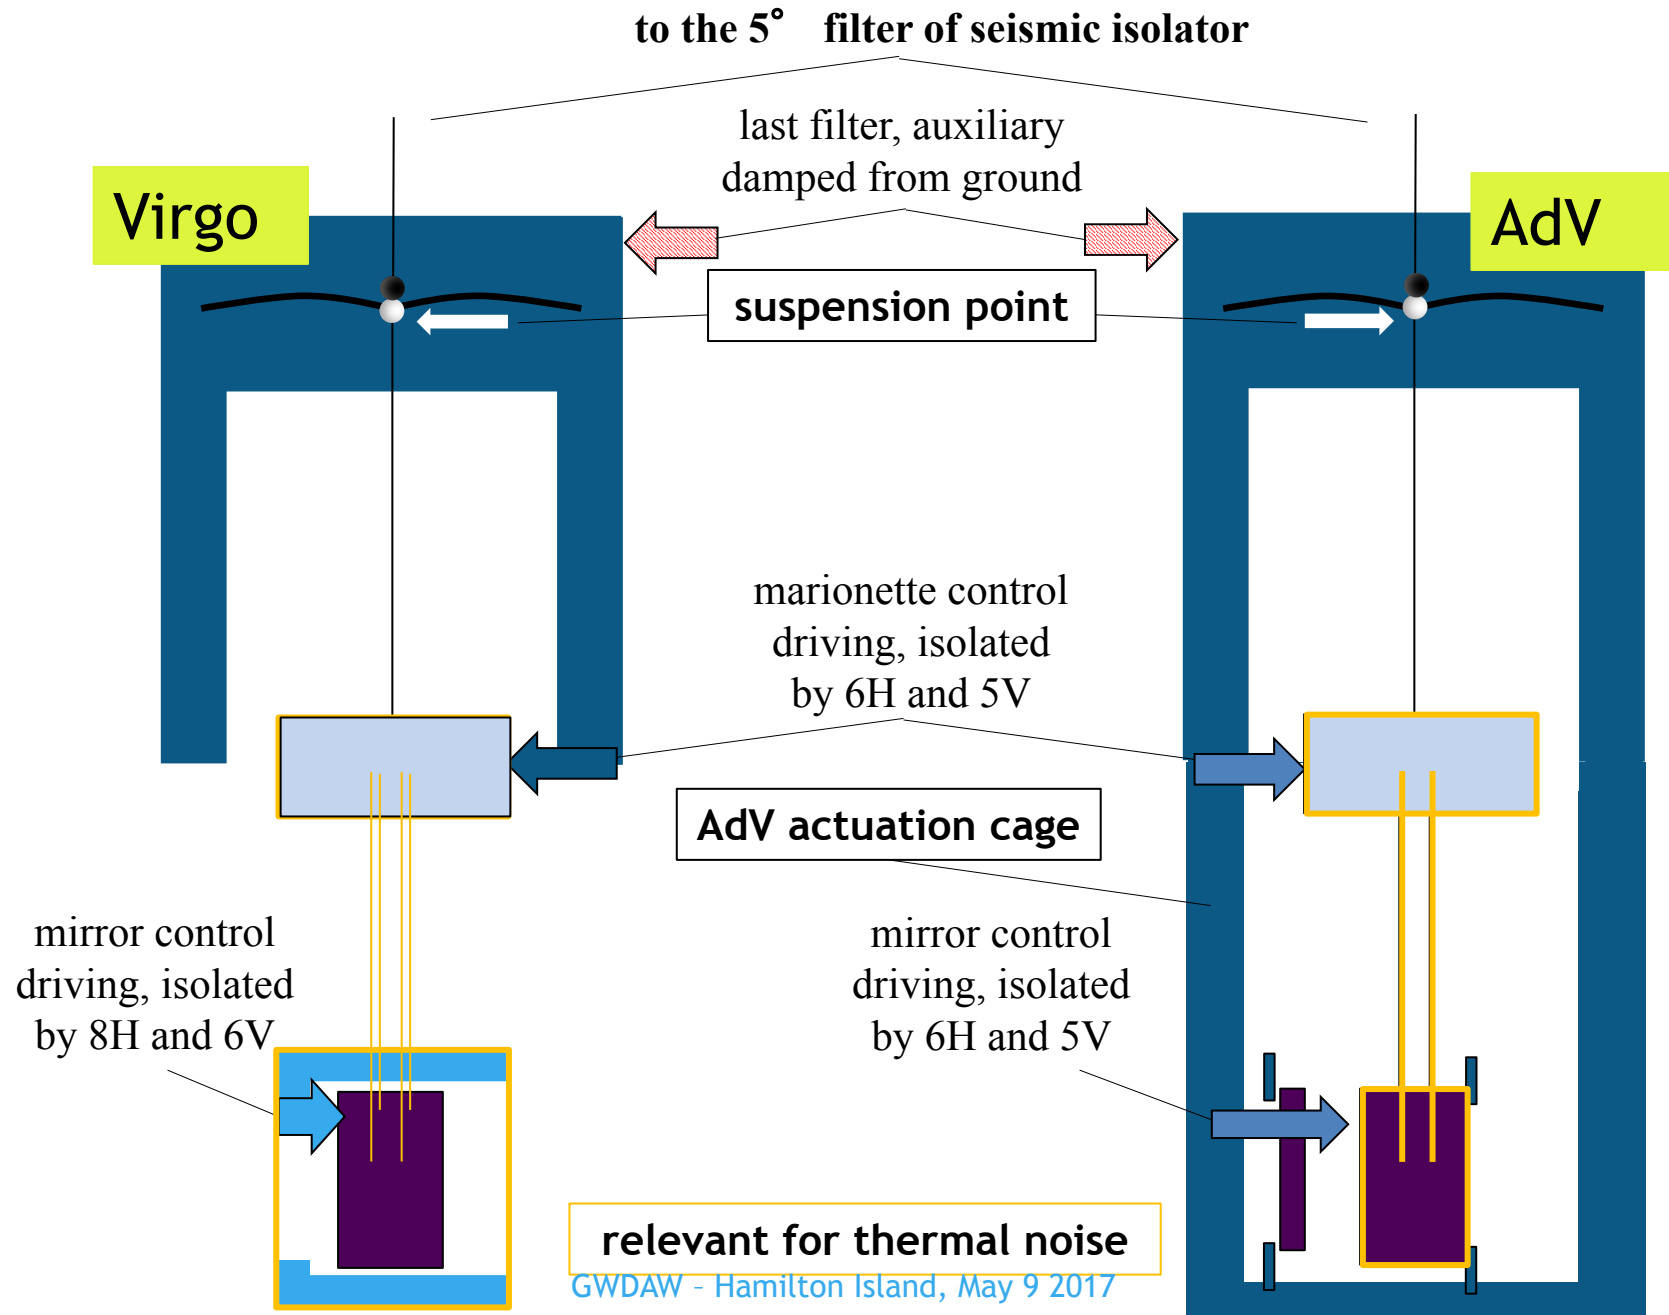 to the 5° filter of seismic isolator
last filter, auxiliary
damped from ground
Virgo
AdV
suspension point
marionette control
driving, isolated
by 6H and 5V
AdV actuation cage
mirror control
driving, isolated
by 8H and 6V
mirror control
driving, isolated
by 6H and 5V
relevant for thermal noise
GWDAW – Hamilton Island, May 9 2017